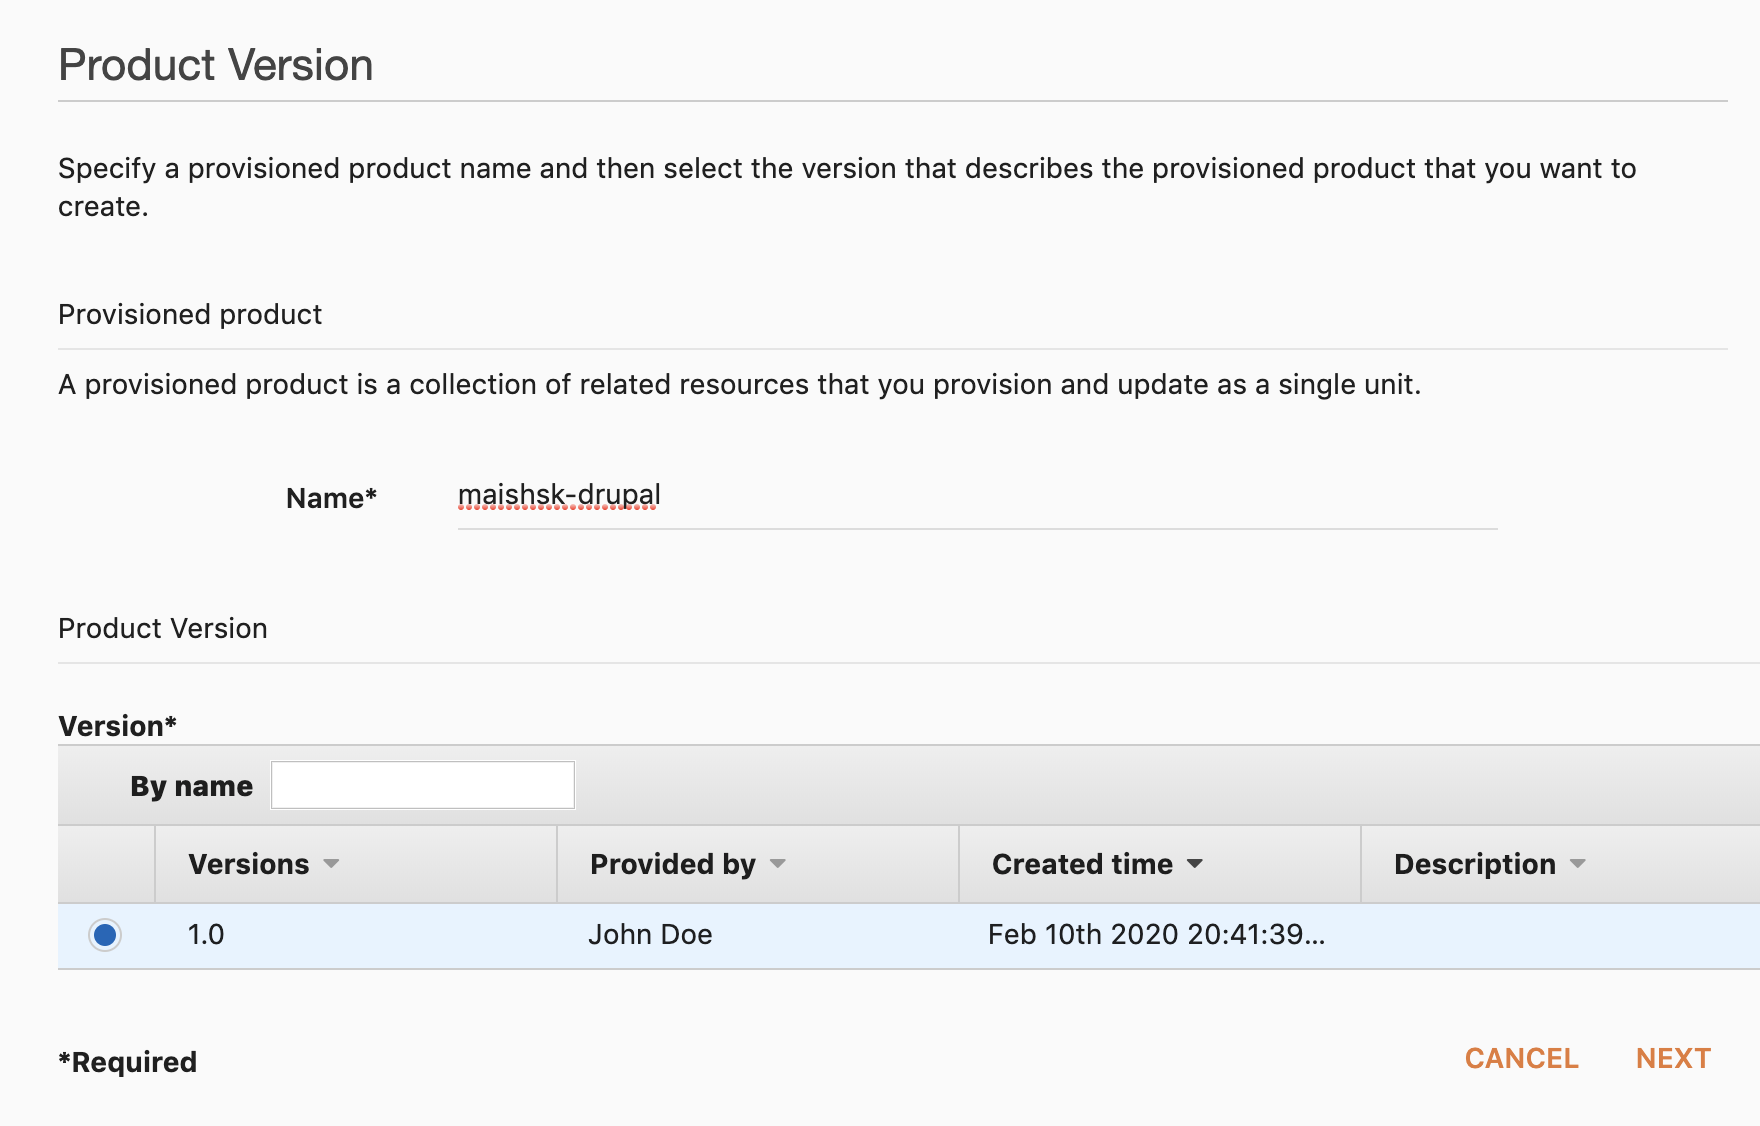 Product Version
Specify a provisioned product name and then select the version that describes the provisioned product that you want to
create.
Provisioned product
A provisioned product is a collection of related resources that you provision and update as a single unit.
Name* maishsk-drupal
Product Version
Version*
By name
Versions Provided by Created time Description
1.0 John Doe Feb 10th 2020 20:41:39...
*Required CANCEL NEXT